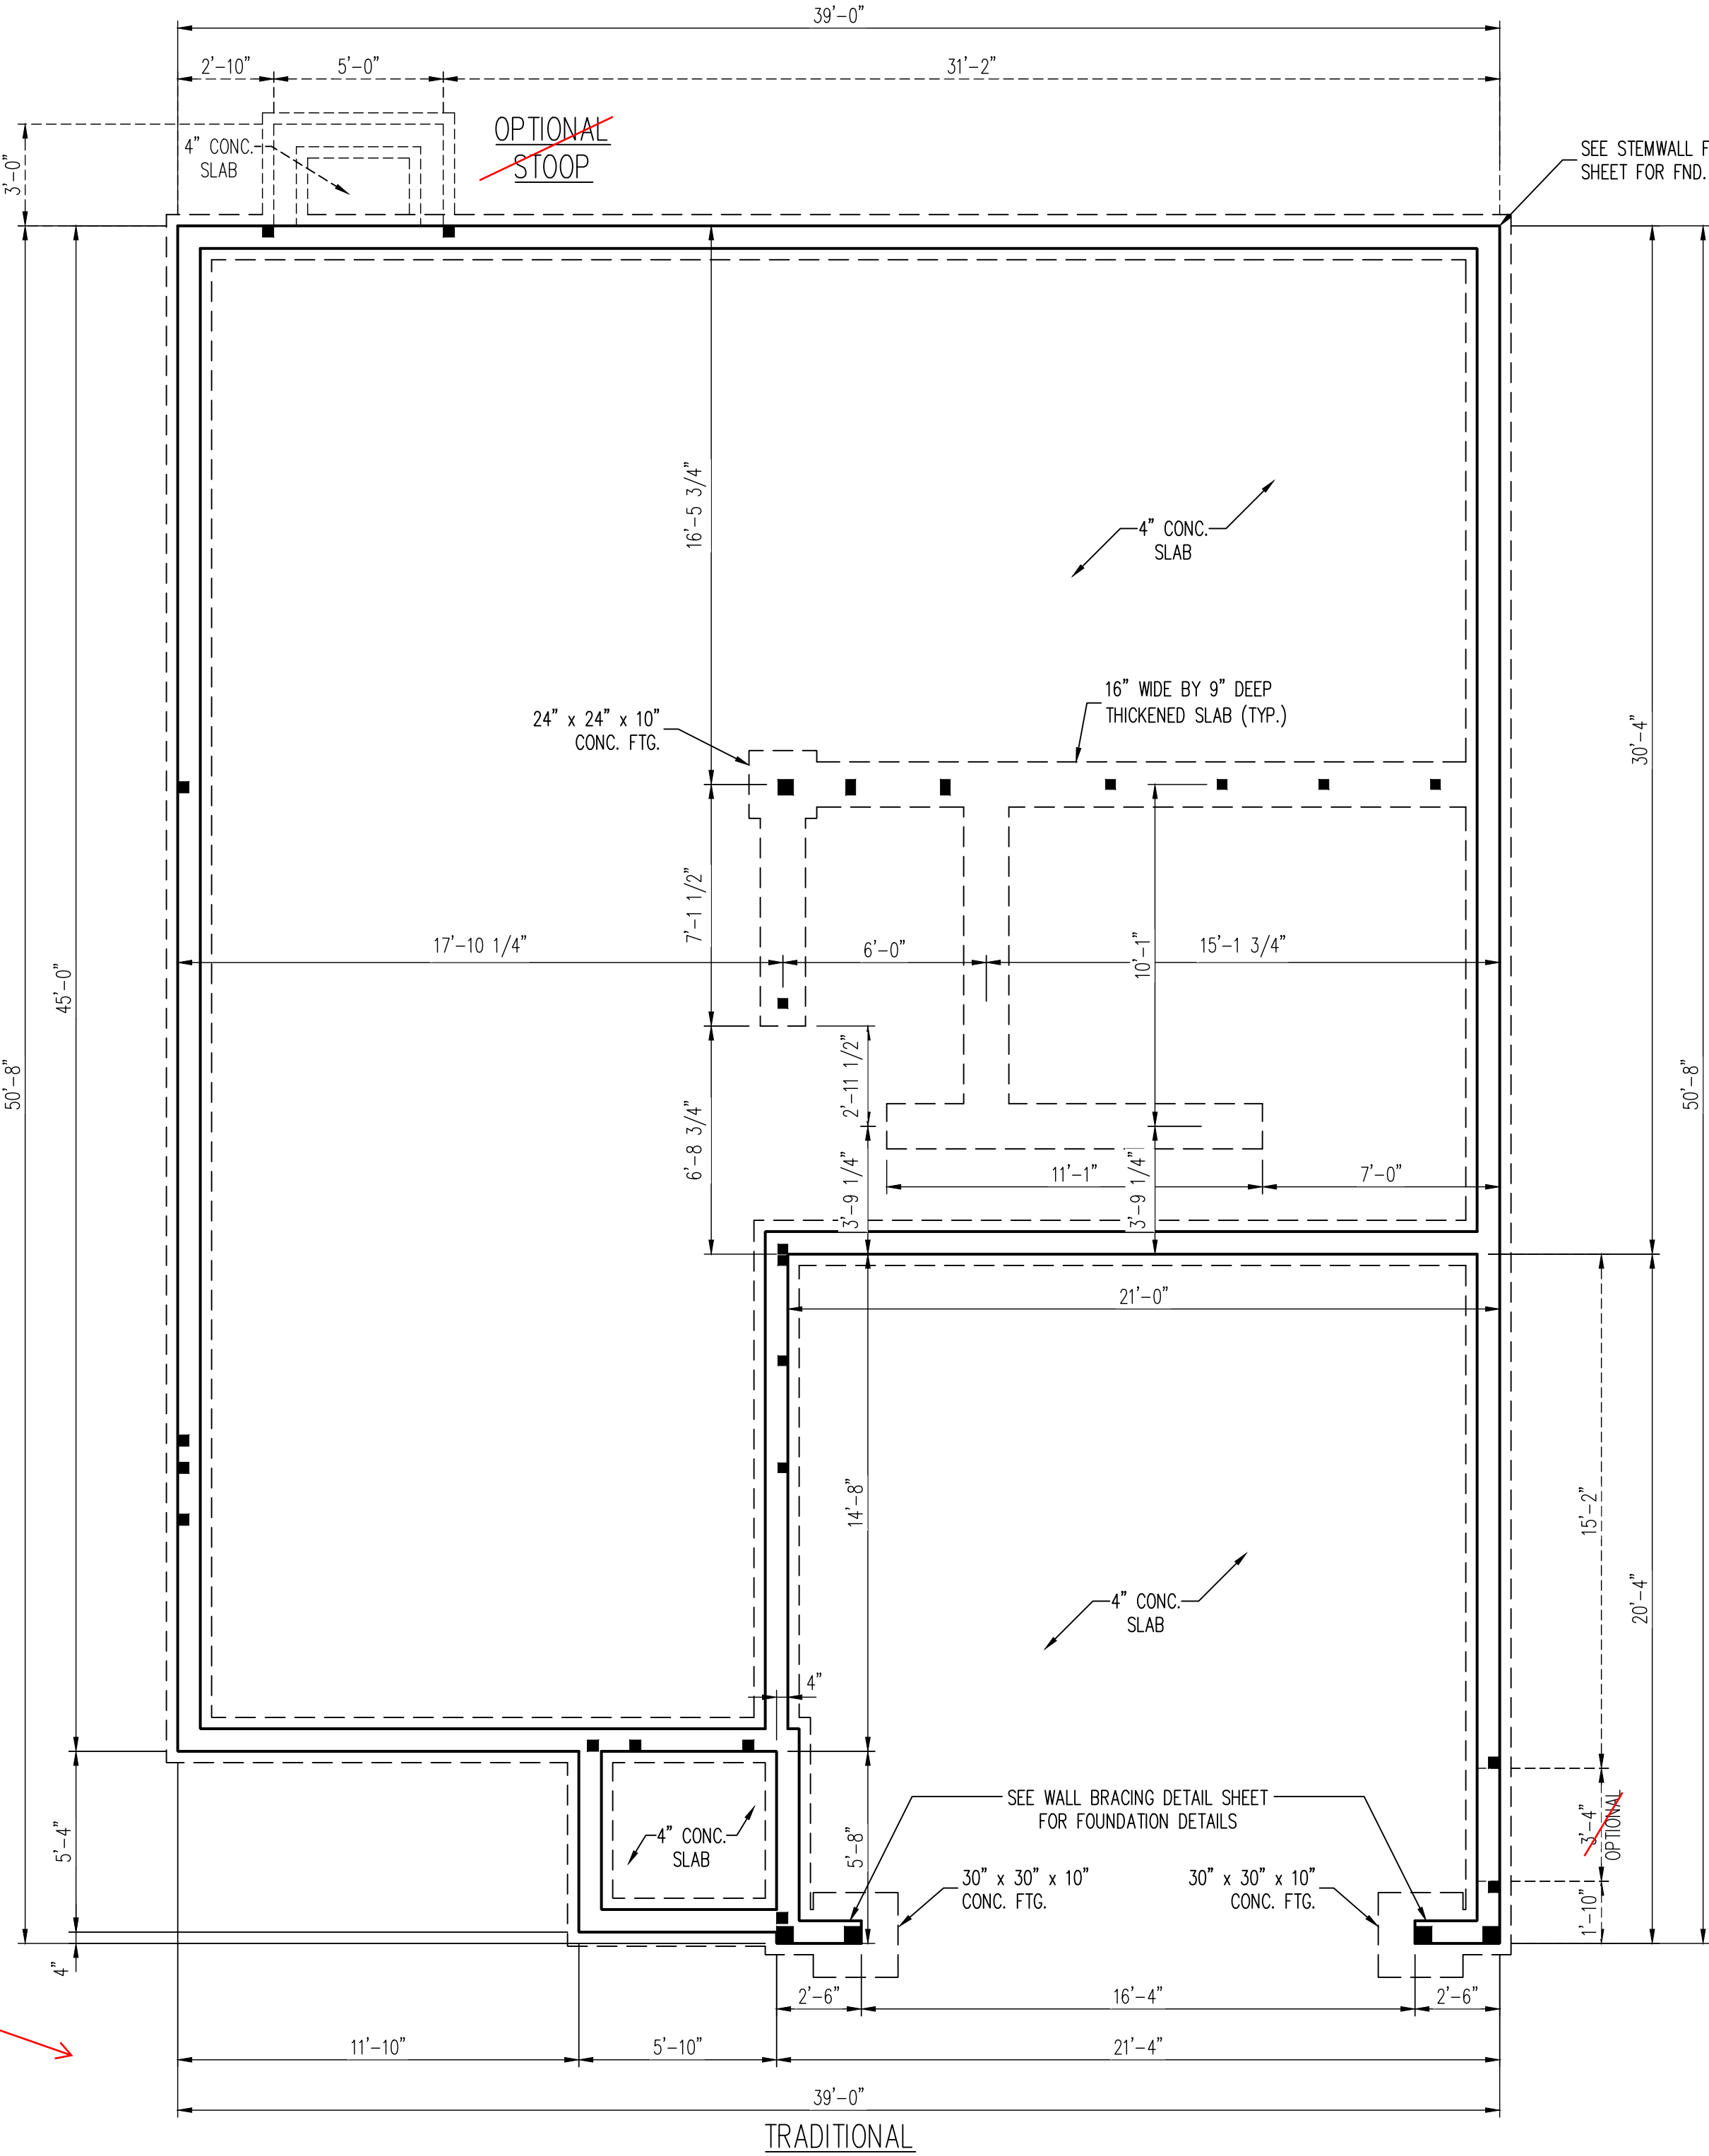 39'-0"
2'-10"
5'-0"
31'-2"
OPTIONAL
STOOP
4" CONC.
SLAB
3'-0"
SEE STEMWALL F
SHEET FOR FND.
16'-5 3/4"
4" CONC.
SLAB
16" WIDE BY 9" DEEP
THICKENED SLAB (TYP.)
24" x 24" x 10"
CONC. FTG.
30'-4"
7'-1 1/2"
17'-10 1/4"
6'-0"
10'-1"
15'-1 3/4"
45'-0"
50'-8"
50'-8"
2'-11 1/2"
6'-8 3/4"
3'-9 1/4"
11'-1"
3'-9 1/4"
7'-0"
21'-0"
14'-8"
15'-2"
20'-4"
4" CONC.
SLAB
4"
SEE WALL BRACING DETAIL SHEET
FOR FOUNDATION DETAILS
3'-4"
OPTIONAL
5'-4"
4" CONC.
SLAB
5'-8"
30" x 30" x 10"
CONC. FTG.
30" x 30" x 10"
CONC. FTG.
1'-10"
4"
2'-6"
16'-4"
2'-6"
11'-10"
5'-10"
21'-4"
39'-0"
TRADITIONAL